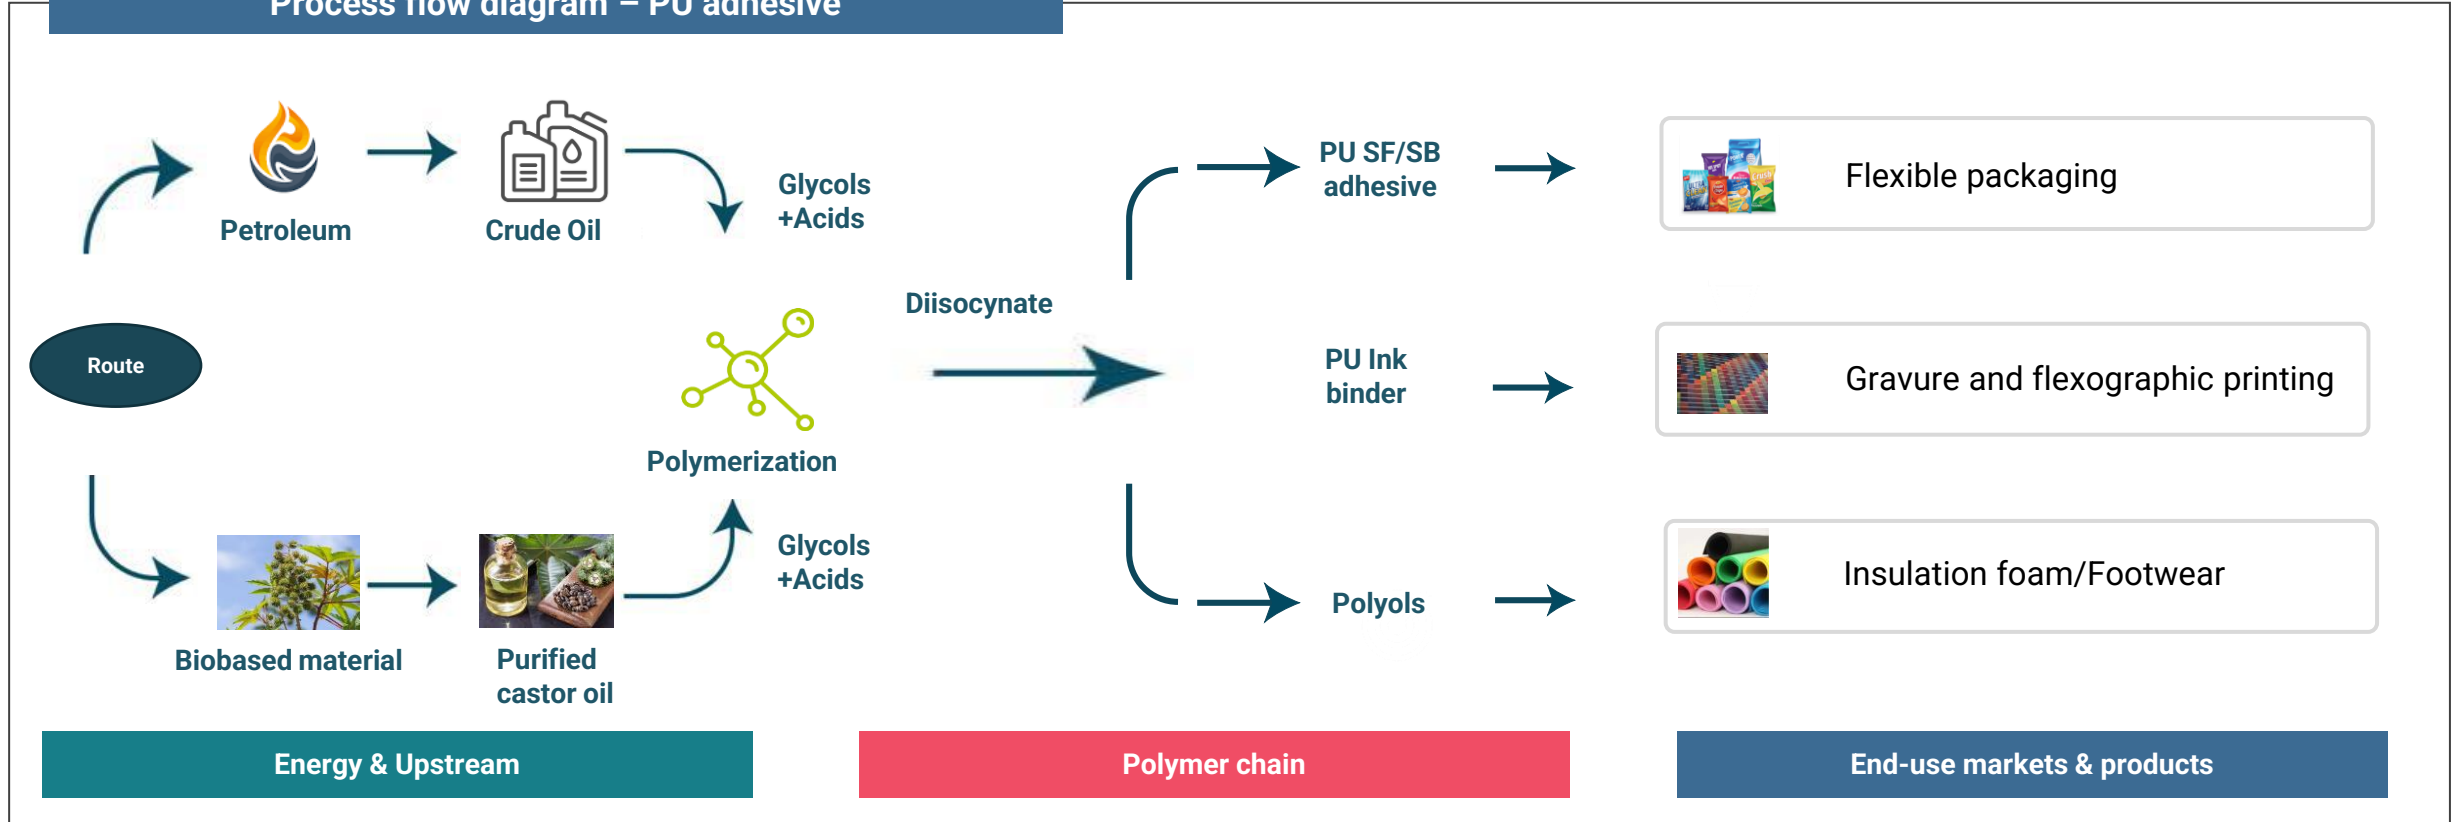 Process flow diagram – PU adhesive
Petroleum
Crude Oil
Glycols
+Acids
Route
Polymerization
Diisocynate
Glycols
+Acids
Biobased material
Purified
castor oil
PU SF/SB
adhesive
Flexible packaging
PU Ink
binder
Gravure and flexographic printing
Polyols
Insulation foam/Footwear
Energy & Upstream
Polymer chain
End-use markets & products